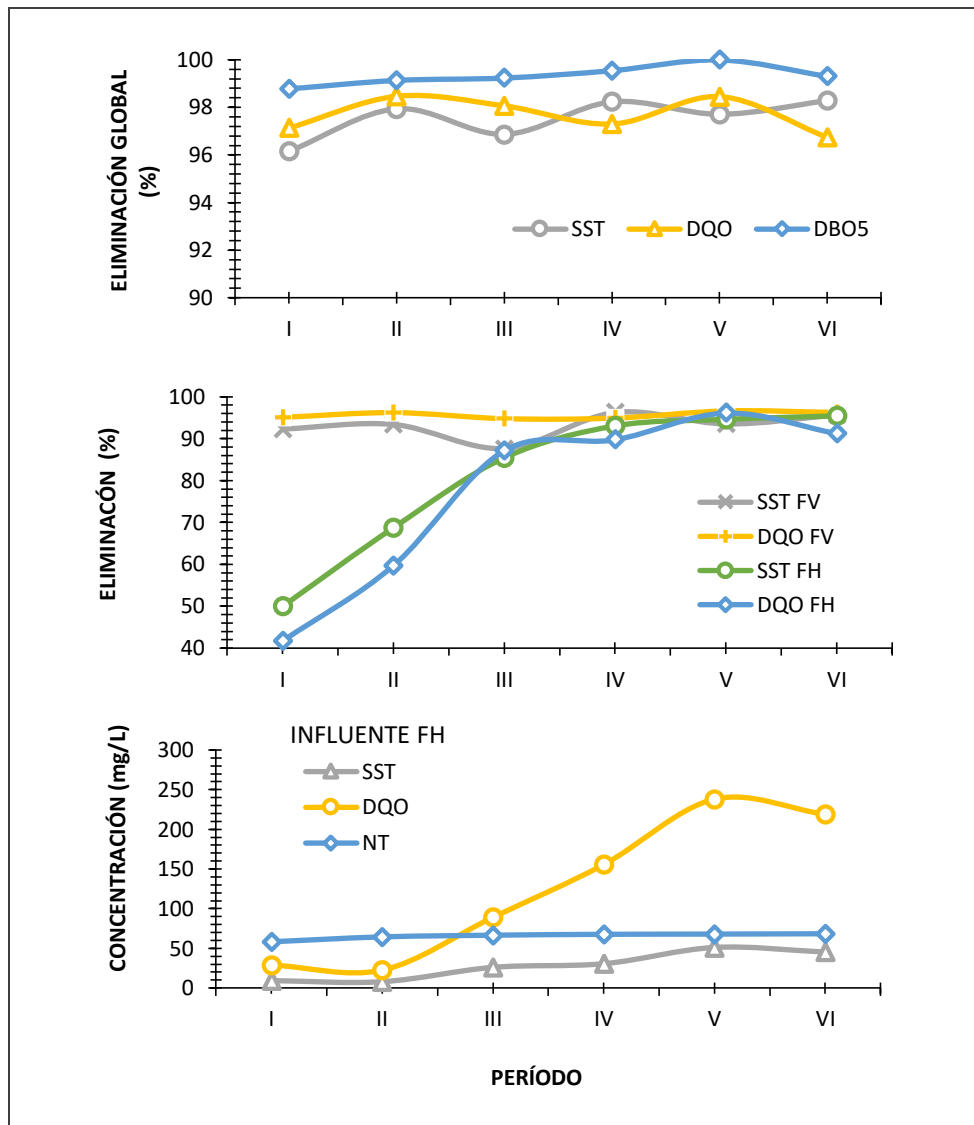 ELIMINACIÓN GLOBAL
(%)
100
98
96
94
92
90
SST DQO DBO5
I II III IV V VI
ELIMINACÓN (%)
100
90
80
70
60
50
40
SST FV
DQO FV
SST FH
DQO FH
I II III IV V VI
CONCENTRACIÓN (mg/L)
INFLUENTE FH
300
250
200
150
100
50
0
SST
DQO
NT
I II III IV V VI
PERÍODO